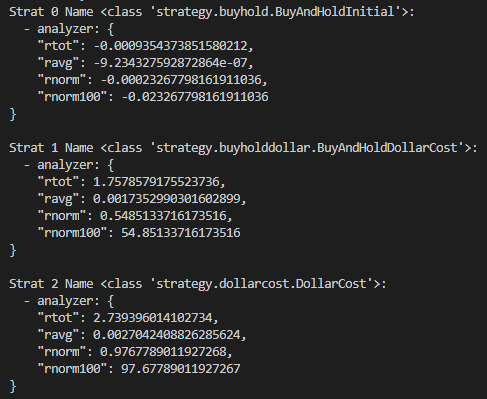 Strat 0 Name <class 'strategy.buyhold.BuyAndHoldInitial'>:
  - analyzer: {
    "rtot": -0.0009354373851580212,
    "ravg": -9.234327592872864e-07,
    "rnorm": -0.00023267798161911036,
    "rnorm100": -0.023267798161911036
}

Strat 1 Name <class 'strategy.buyholddollar.BuyAndHoldDollarCost'>:
  - analyzer: {
    "rtot": 1.7578579175523736,
    "ravg": 0.0017352990301602899,
    "rnorm": 0.5485133716173516,
    "rnorm100": 54.85133716173516
}

Strat 2 Name <class 'strategy.dollarcost.DollarCost'>:
  - analyzer: {
    "rtot": 2.739396014102734,
    "ravg": 0.0027042408826285624,
    "rnorm": 0.9767789011927268,
    "rnorm100": 97.67789011927267
}